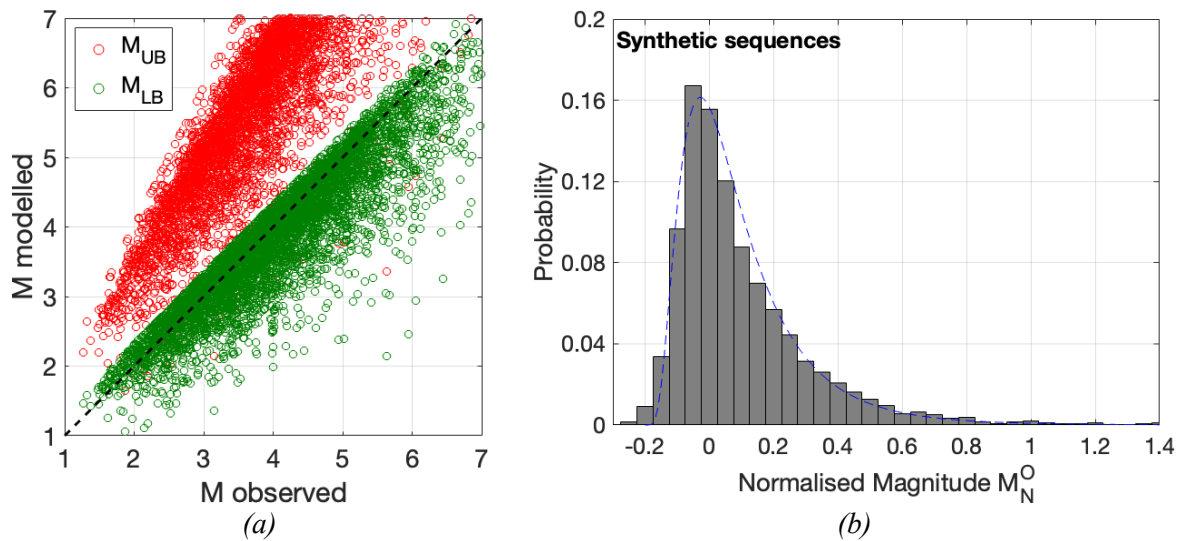 M_UB
M_LB
7
6
5
4
3
2
1
M modelled
1 2 3 4 5 6 7
M observed
(a)
Synthetic sequences
0.2
0.16
0.12
0.08
0.04
0
Probability
-0.2 0 0.2 0.4 0.6 0.8 1 1.2 1.4
Normalised Magnitude M_N^O
(b)